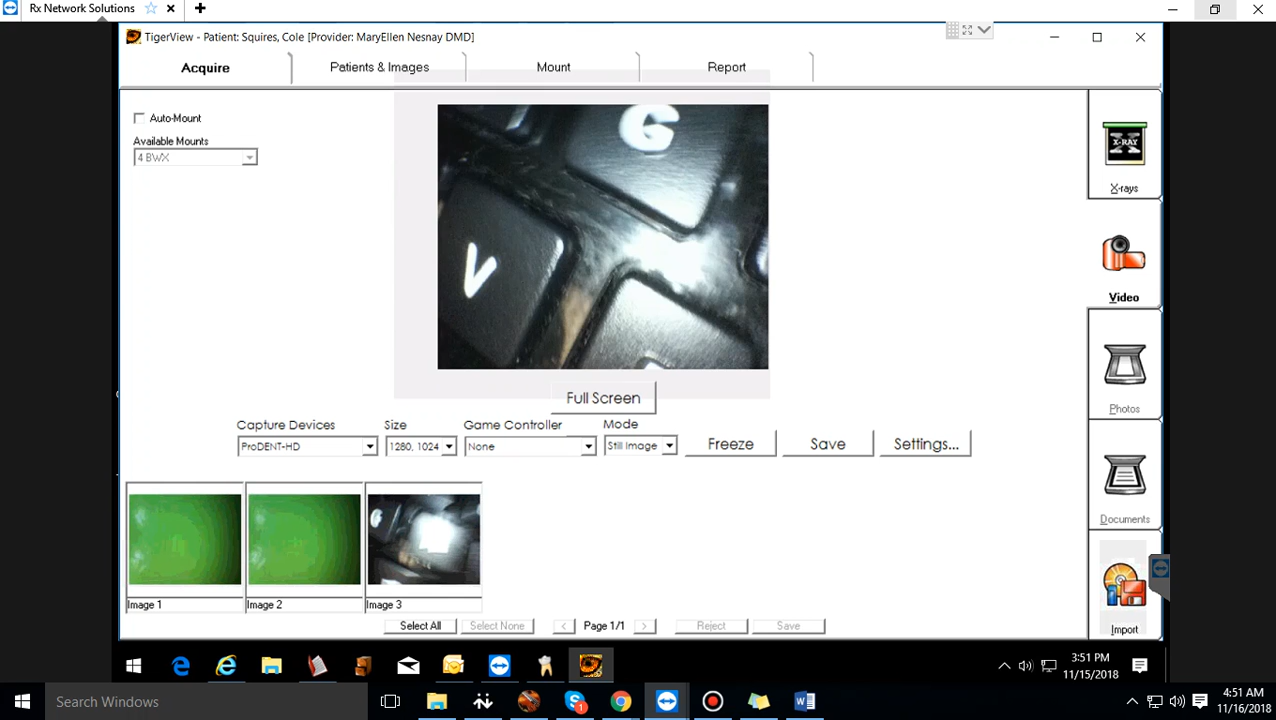 Rx Network Solutions
TigerView - Patient: Squires, Cole [Provider: MaryEllen Nesnay DMD]
Acquire
Patients & Images
Mount
Report
Auto-Mount
Available Mounts
4 BWX
X-RAY
X-rays
G
V
Video
Full Screen
Capture Devices
Size
Game Controller
Mode
ProDENT-HD
1280, 1024
None
Still Image
Freeze
Save
Settings...
Photos
Documents
Image 1
Image 2
Image 3
Import
Select All
Select None
<
Page 1/1
>
Reject
Save
3:51 PM
11/15/2018
Search Windows
1
4:51 AM
11/16/2018